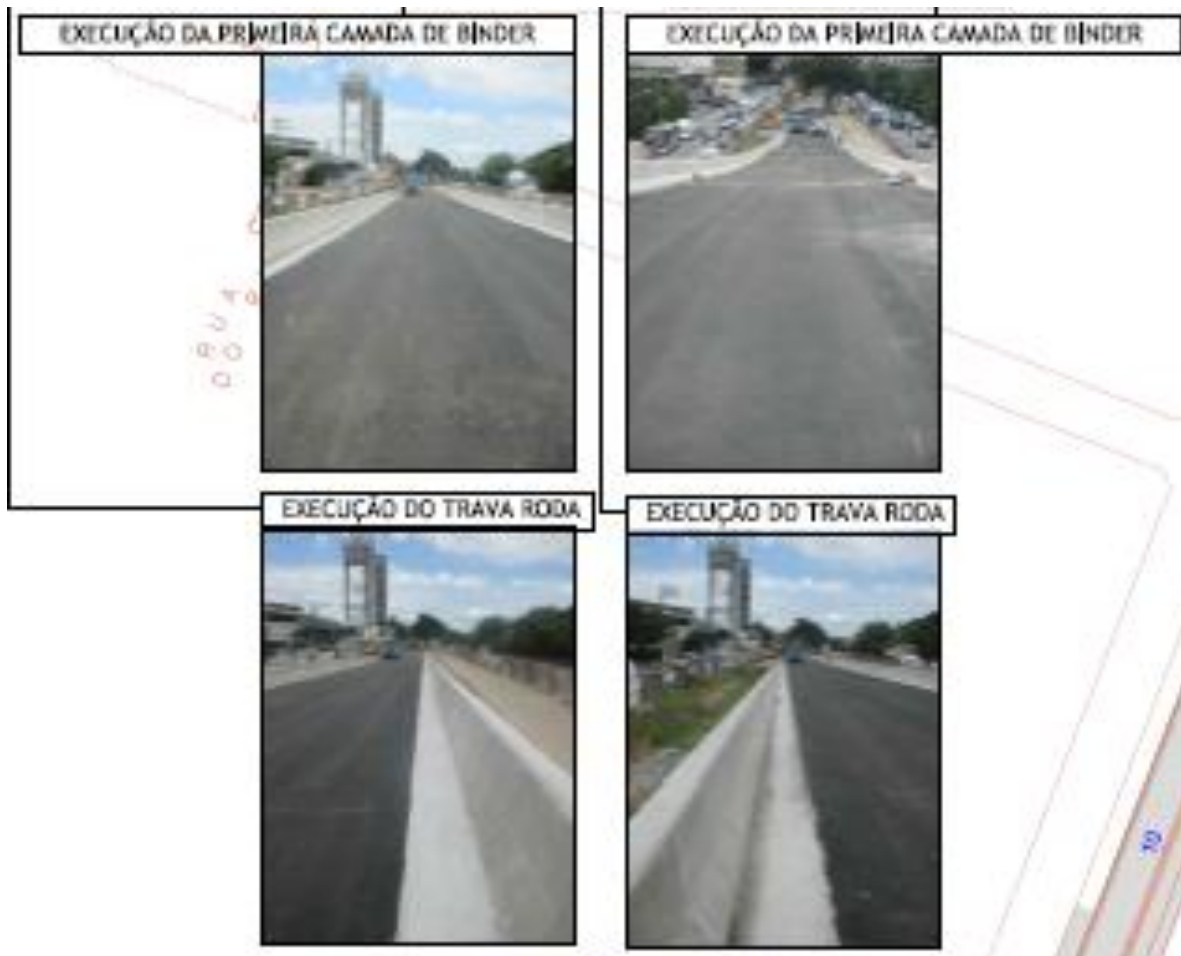 EXECUÇÃO DA PRIMEIRA CAMADA DE BINDER
EXECUÇÃO DA PRIMEIRA CAMADA DE BINDER
EXECUÇÃO DO TRAVA RODA
EXECUÇÃO DO TRAVA RODA
10